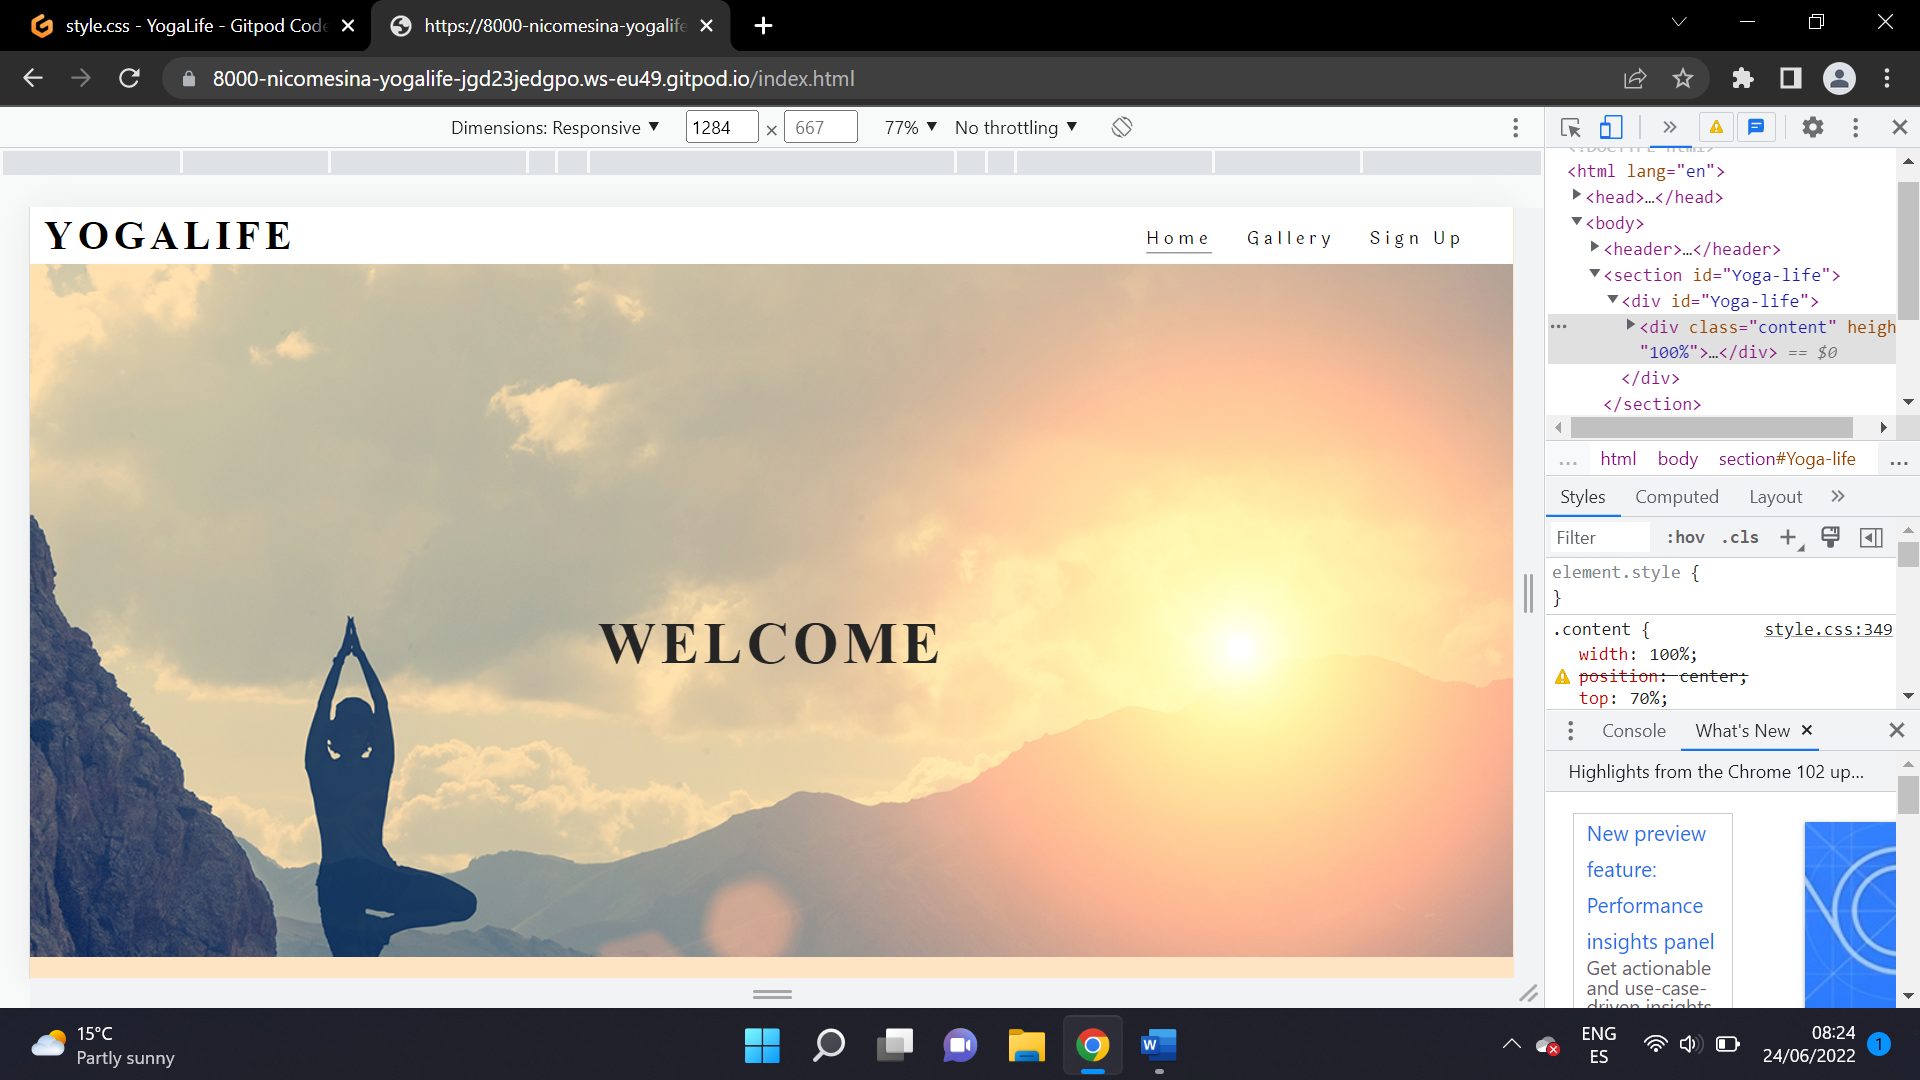 style.css - YogaLife - Gitpod Code
https://8000-nicomesina-yogalife
8000-nicomesina-yogalife-jgd23jedgpo.ws-eu49.gitpod.io/index.html
Dimensions: Responsive ▼ 1284 × 667 77% ▼ No throttling ▼
YOGALIFE
Home Gallery Sign Up
WELCOME
<!DOCTYPE html>
<html lang="en">
<head>…</head>
<body>
<header>…</header>
<section id="Yoga-life">
<div id="Yoga-life">
<div class="content" heigh
"100%">…</div> == $0
</div>
</section>
... html body section#Yoga-life ...
Styles Computed Layout
Filter :hov .cls
element.style {
}
.content { style.css:349
width: 100%;
position: center;
top: 70%;
Console What's New
Highlights from the Chrome 102 up...
New preview
feature:
Performance
insights panel
Get actionable
and use-case-
driven insights
15°C
Partly sunny
W
ENG
ES
08:24
24/06/2022
1